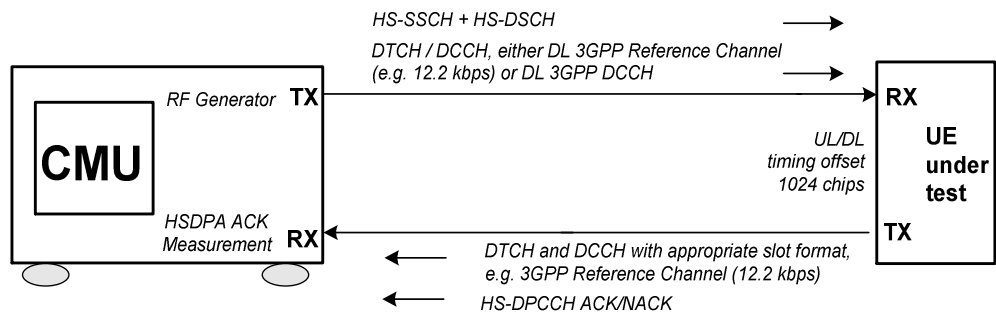 HS-SSCH + HS-DSCH
DTCH / DCCH, either DL 3GPP Reference Channel
(e.g. 12.2 kbps) or DL 3GPP DCCH
RF Generator TX
CMU
HSDPA ACK
Measurement RX
RX
UL/DL
timing offset
1024 chips
UE
under
test
TX
DTCH and DCCH with appropriate slot format,
e.g. 3GPP Reference Channel (12.2 kbps)
HS-DPCCH ACK/NACK